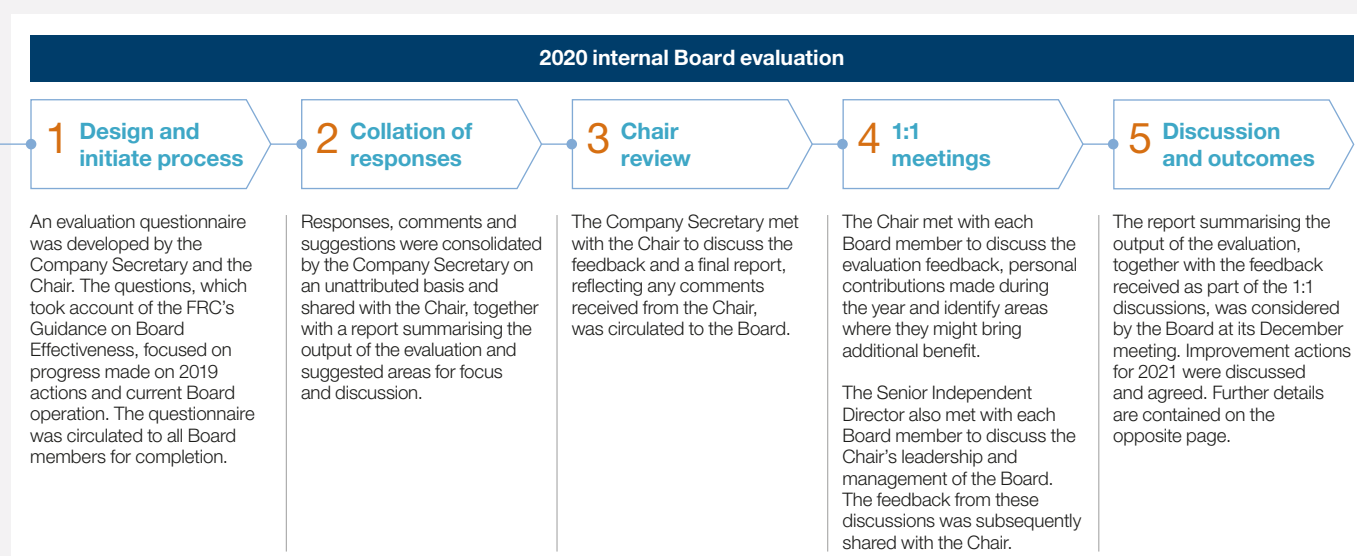 2020 internal Board evaluation
1 Design and
initiate process
An evaluation questionnaire
was developed by the
Company Secretary and the
Chair. The questions, which
took account of the FRC's
Guidance on Board
Effectiveness, focused on
progress made on 2019
actions and current Board
operation. The questionnaire
was circulated to all Board
members for completion.
2 Collation of
responses
Responses, comments and
suggestions were consolidated
by the Company Secretary on
an unattributed basis and
shared with the Chair, together
with a report summarising the
output of the evaluation and
suggested areas for focus
and discussion.
3 Chair
review
The Company Secretary met
with the Chair to discuss the
feedback and a final report,
reflecting any comments
received from the Chair,
was circulated to the Board.
4 1:1
meetings
The Chair met with each
Board member to discuss the
evaluation feedback, personal
contributions made during
the year and identify areas
where they might bring
additional benefit.
The Senior Independent
Director also met with each
Board member to discuss the
Chair's leadership and
management of the Board.
The feedback from these
discussions was subsequently
shared with the Chair.
5 Discussion
and outcomes
The report summarising the
output of the evaluation,
together with the feedback
received as part of the 1:1
discussions, was considered
by the Board at its December
meeting. Improvement actions
for 2021 were discussed
and agreed. Further details
are contained on the
opposite page.